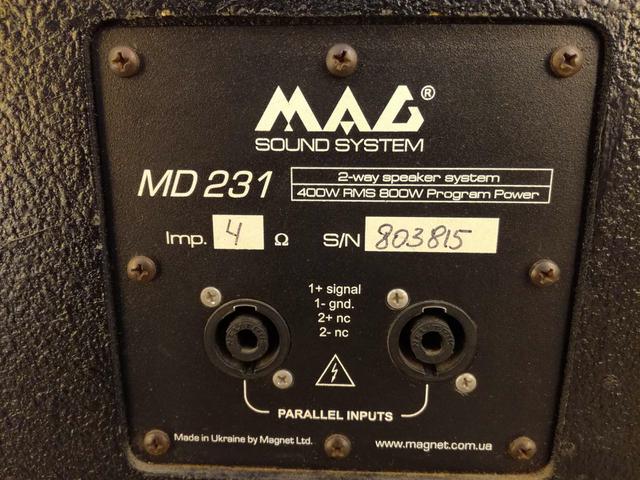 MAG®
SOUND SYSTEM
MD 231
2-way speaker system
400W RMS 800W Program Power
Imp. 4 Ω S/N 803815
1+ signal
1- gnd.
2+ nc
2- nc
PARALLEL INPUTS
Made in Ukraine by Magnet Ltd. www.magnet.com.ua